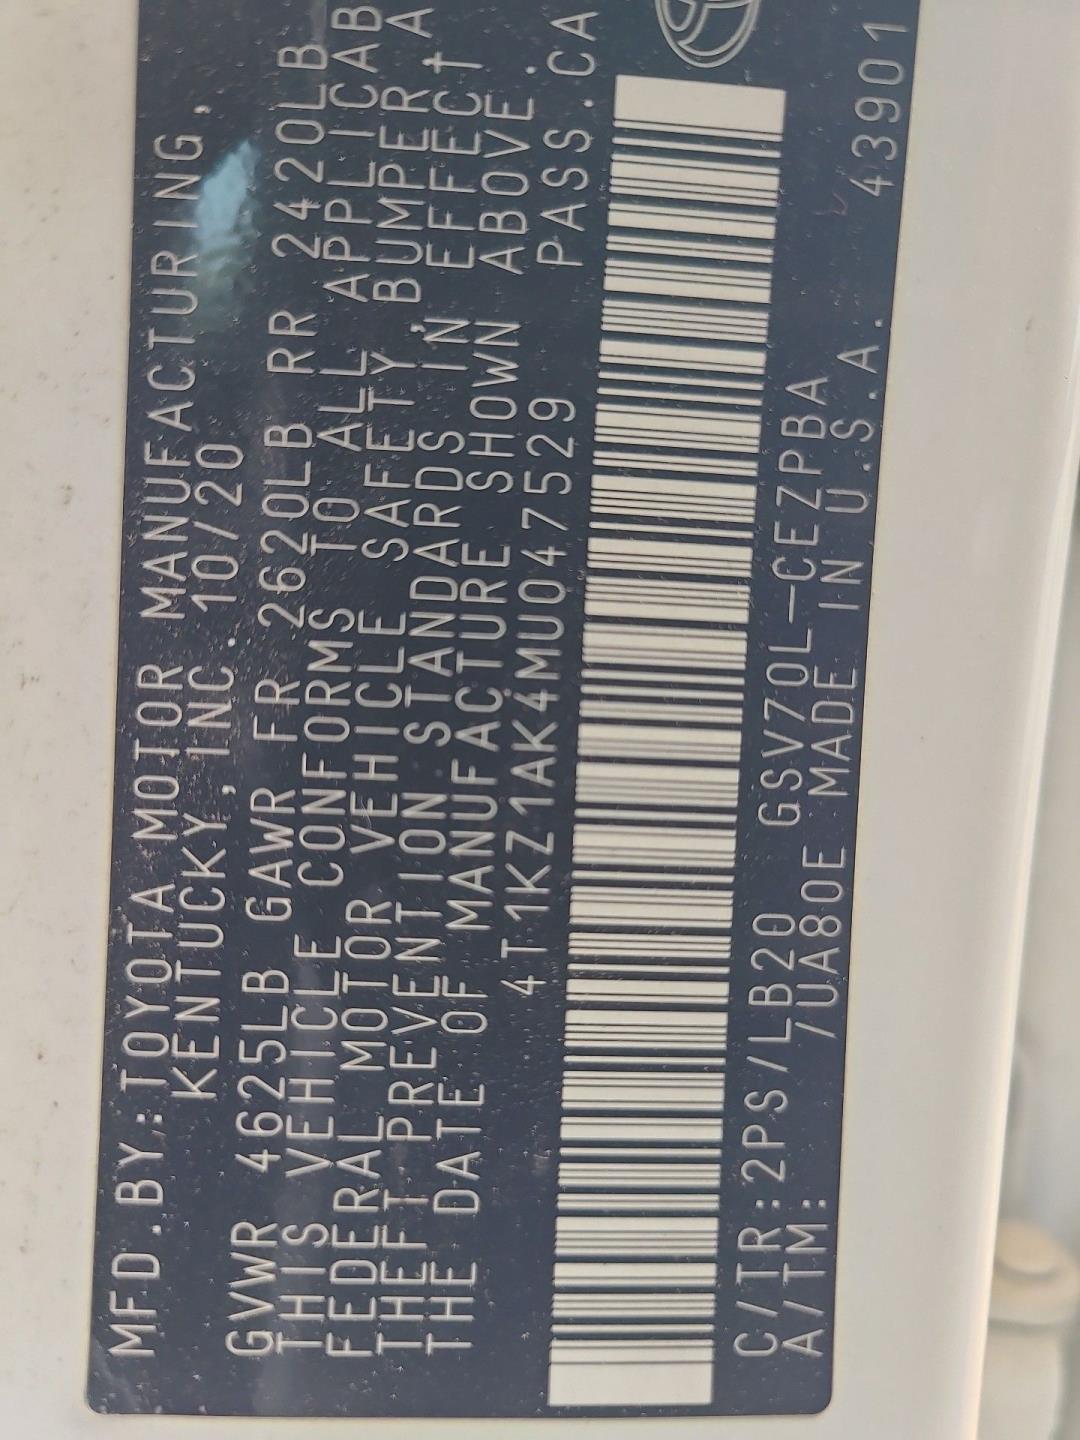 MFD.BY:TOYOTA MOTOR MANUFACTURING,
KENTUCKY,INC. 10/20
GVWR 4625LB GAWR FR 2620LB RR 2420LB
THIS VEHICLE CONFORMS TO ALL APPLICAB
FEDERAL MOTOR VEHICLE SAFETY, BUMPER A
THEFT PREVENTION STANDARDS IN EFFECT
THE DATE OF MANUFACTURE SHOWN ABOVE.
4T1KZ1AK4MU047529 PASS.CA
C/TR:2PS/LB20 GSV70L-CEZPBA
A/TM: /UA80E MADE IN U.S.A. 43901